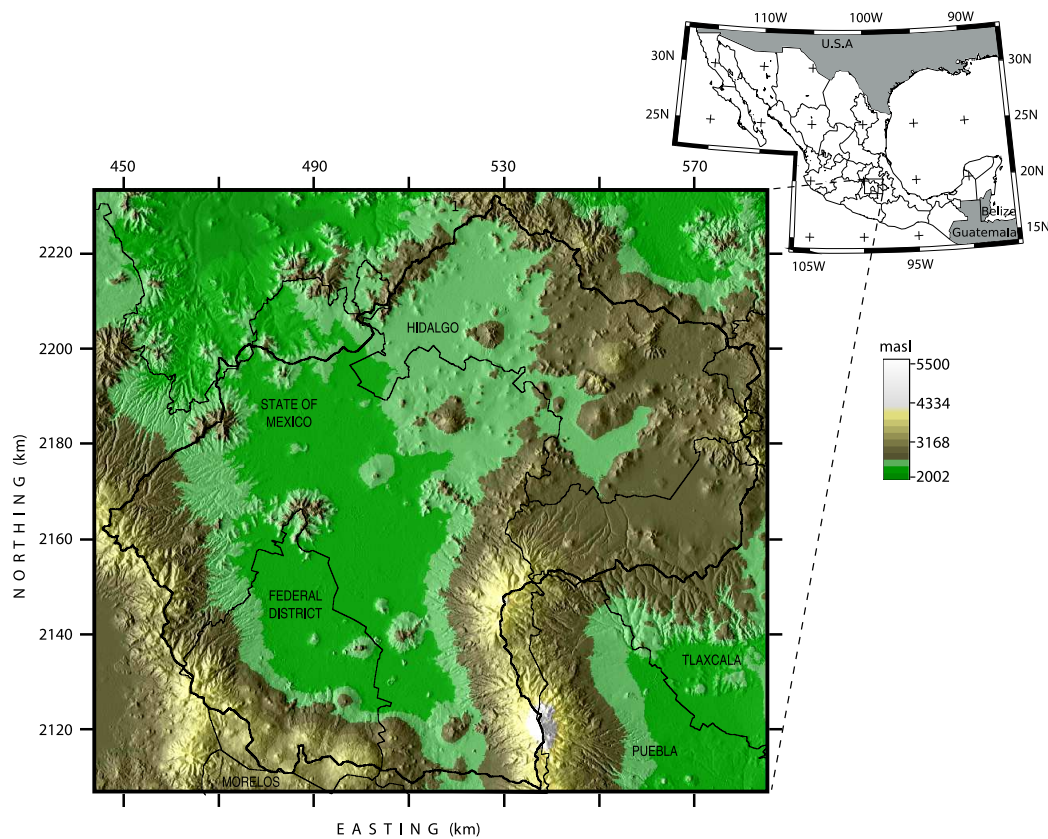 110W
100W
90W
U.S.A
30N
30N
25N
25N
20N
15N
Belize
Guatemala
105W
95W
450
490
530
570
2220
2200
2180
2160
2140
2120
NORTHING (km)
EASTING (km)
HIDALGO
STATE OF
MEXICO
FEDERAL
DISTRICT
TLAXCALA
PUEBLA
MORELOS
masl
5500
4334
3168
2002